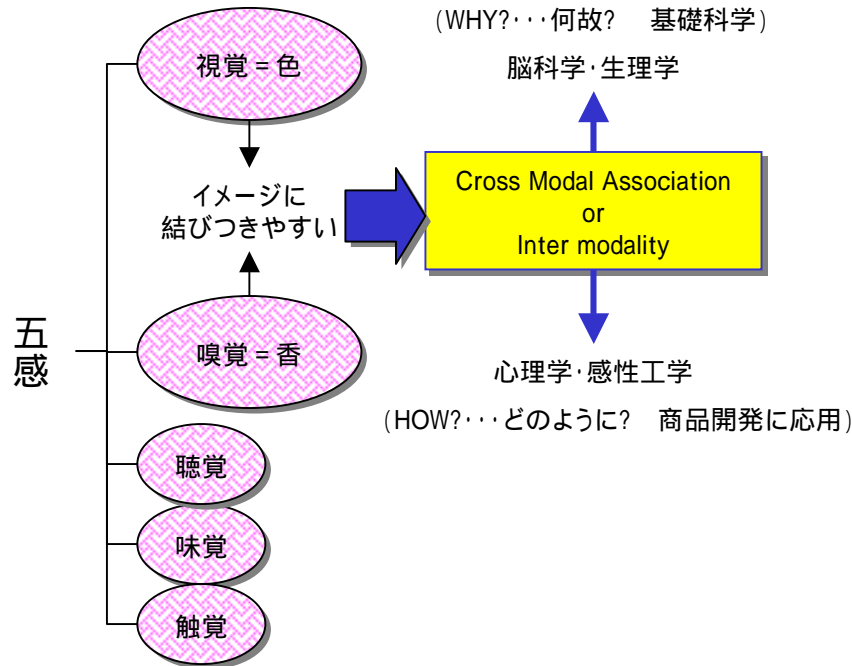 五感
視覚＝色
イメージに
結びつきやすい
嗅覚＝香
聴覚
味覚
触覚
(WHY?･･･何故?　基礎科学)
脳科学･生理学
Cross Modal Association
or
Inter modality
心理学･感性工学
(HOW?･･･どのように?　商品開発に応用)